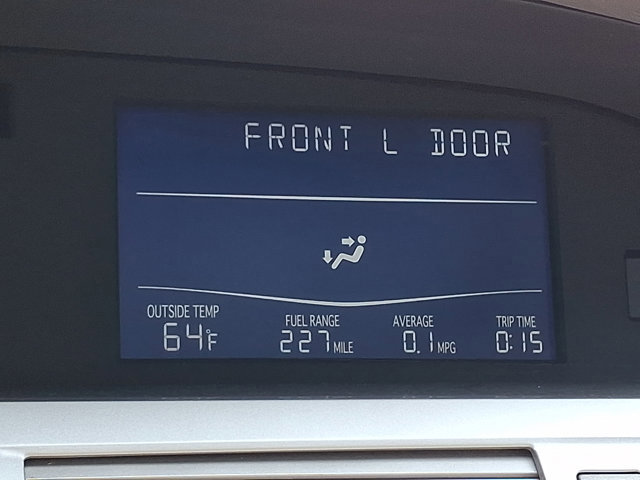 FRONT L DOOR
OUTSIDE TEMP FUEL RANGE AVERAGE TRIP TIME
64°F 227 MILE 0.1 MPG 0:15